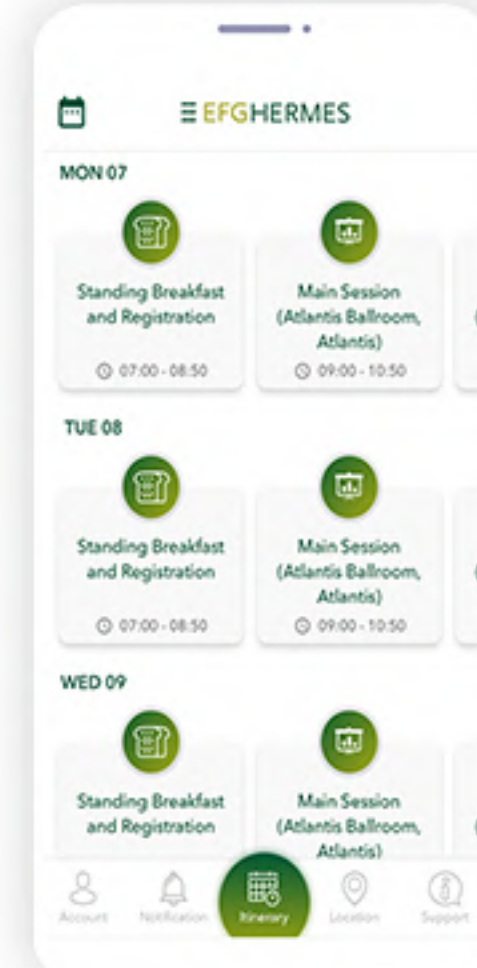 EFGHERMES
MON 07
Standing Breakfast
and Registration
07:00 - 08:50
Main Session
(Atlantis Ballroom,
Atlantis)
09:00 - 10:50
TUE 08
Standing Breakfast
and Registration
07:00 - 08:50
Main Session
(Atlantis Ballroom,
Atlantis)
09:00 - 10:50
WED 09
Standing Breakfast
and Registration
Main Session
(Atlantis Ballroom,
Atlantis)
Account
Notification
Itinerary
Location
Support